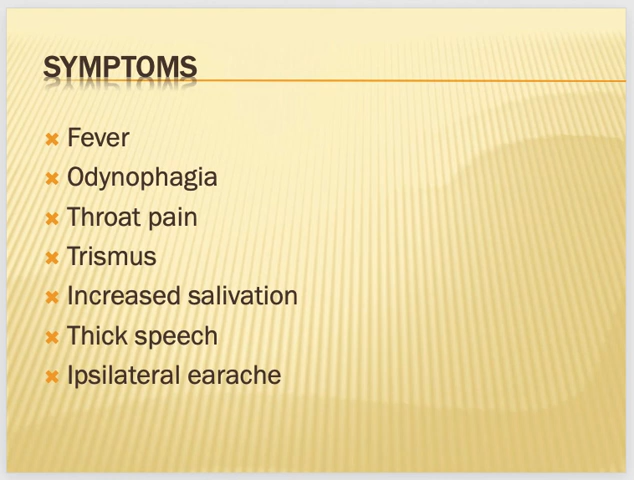 SYMPTOMS
Fever
Odynophagia
Throat pain
Trismus
Increased salivation
Thick speech
Ipsilateral earache